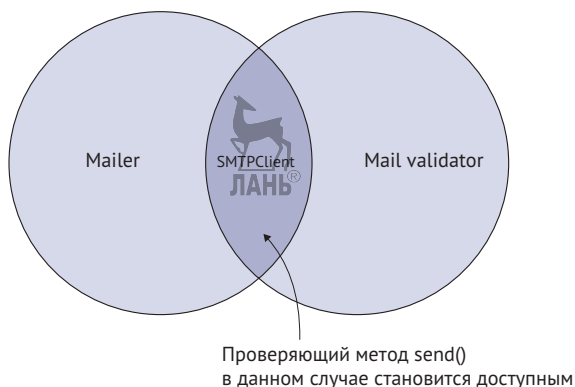 Mailer
SMTPClient
Mail validator
ЛАНЬ®
Проверяющий метод send()
в данном случае становится доступным